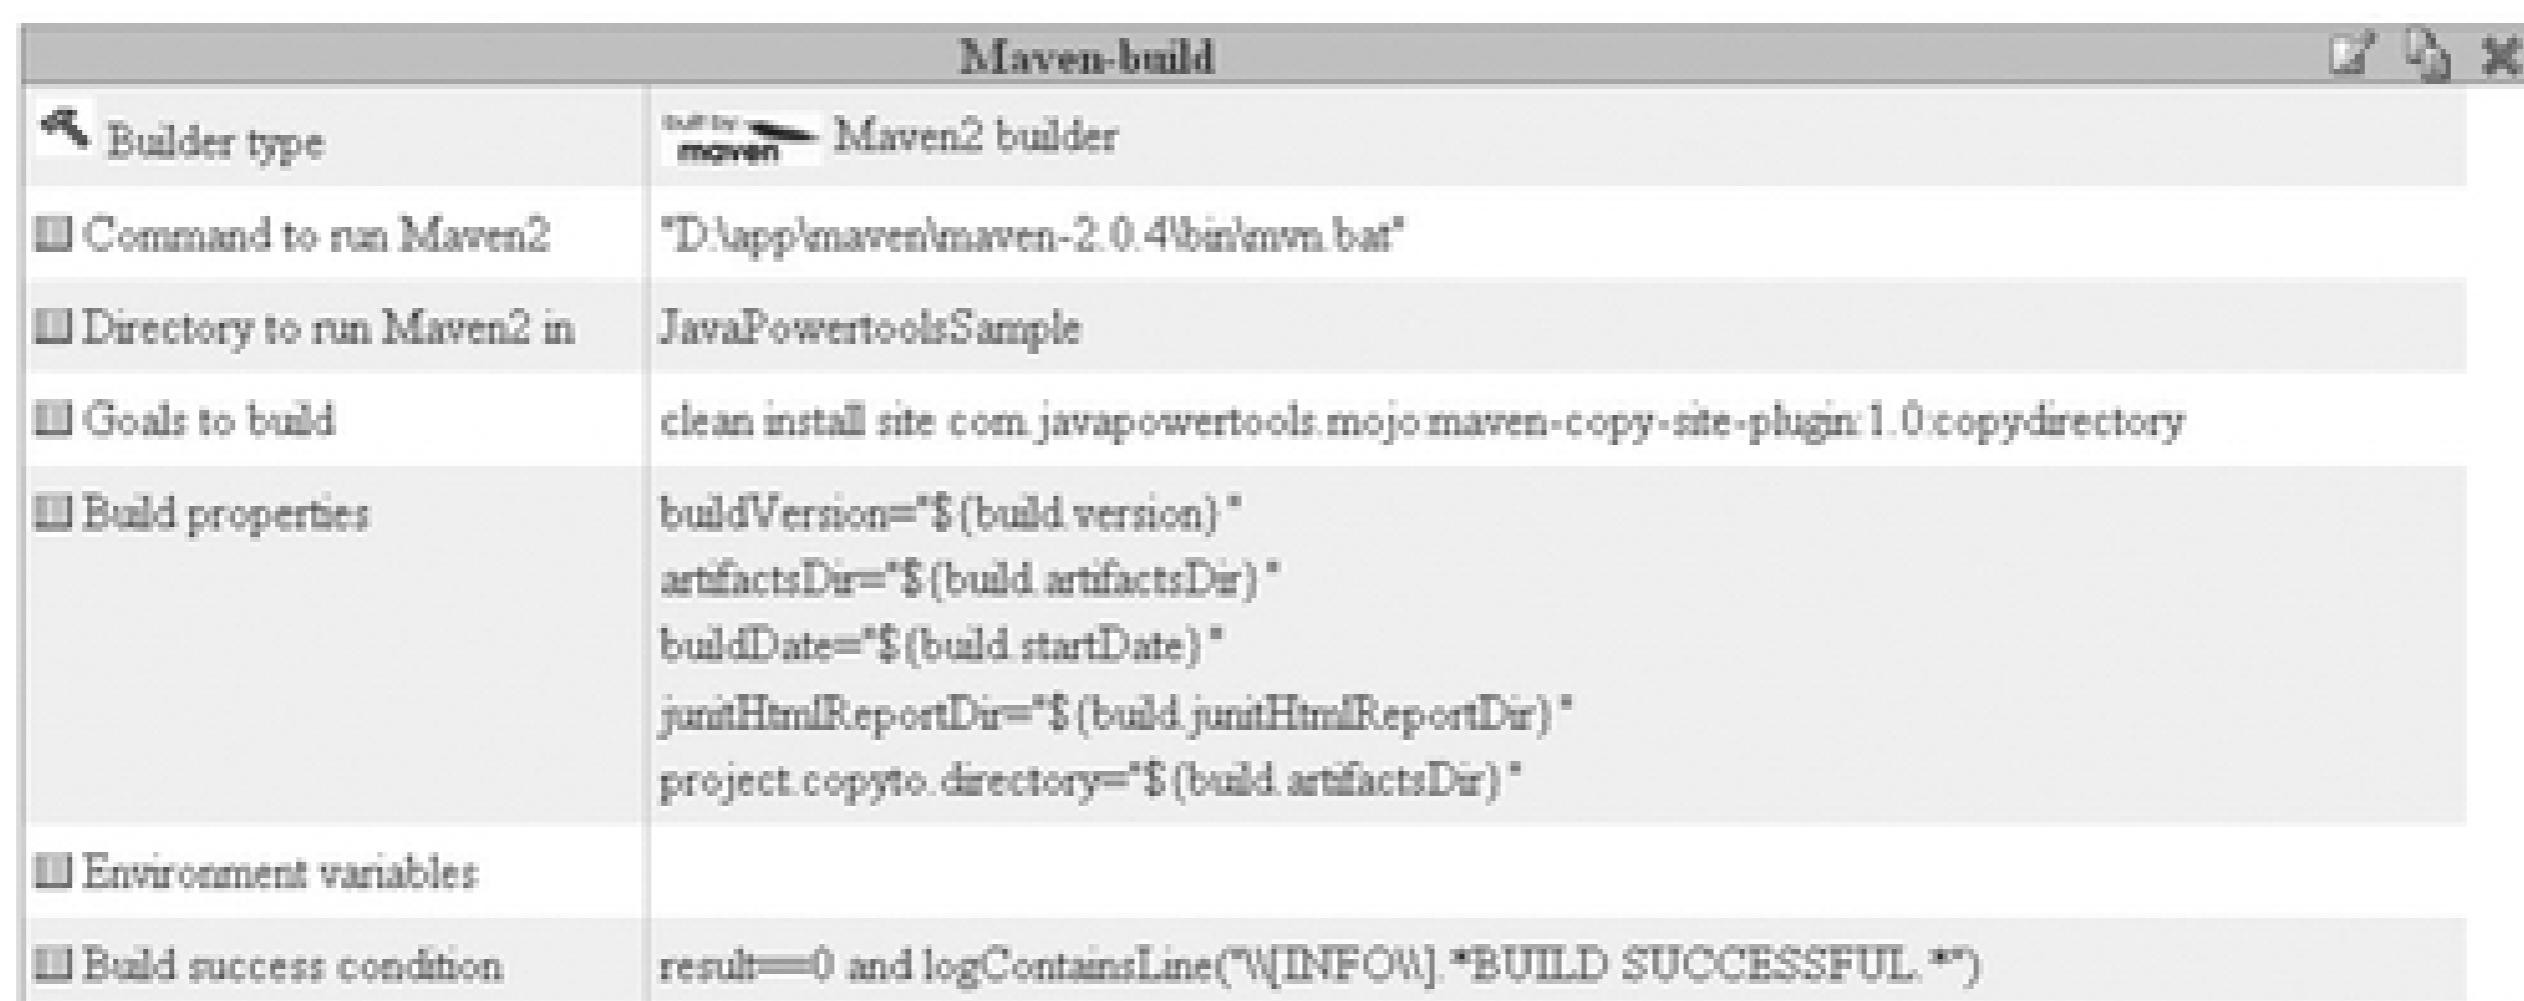 Maven-build
Builder type
built by maven Maven2 builder
Command to run Maven2
"D:\app\maven\maven-2.0.4\bin\mvn.bat"
Directory to run Maven2 in
JavaPowertoolsSample
Goals to build
clean install site com.javapowertools.mojo:maven-copy-site-plugin:1.0:copydirectory
Build properties
buildVersion="${build.version}"
artifactsDir="${build.artifactsDir}"
buildDate="${build.startDate}"
junitHtmlReportDir="${build.junitHtmlReportDir}"
project.copyto.directory="${build.artifactsDir}"
Environment variables
Build success condition
result==0 and logContainsLine("\\[INFO\\].*BUILD SUCCESSFUL.*")